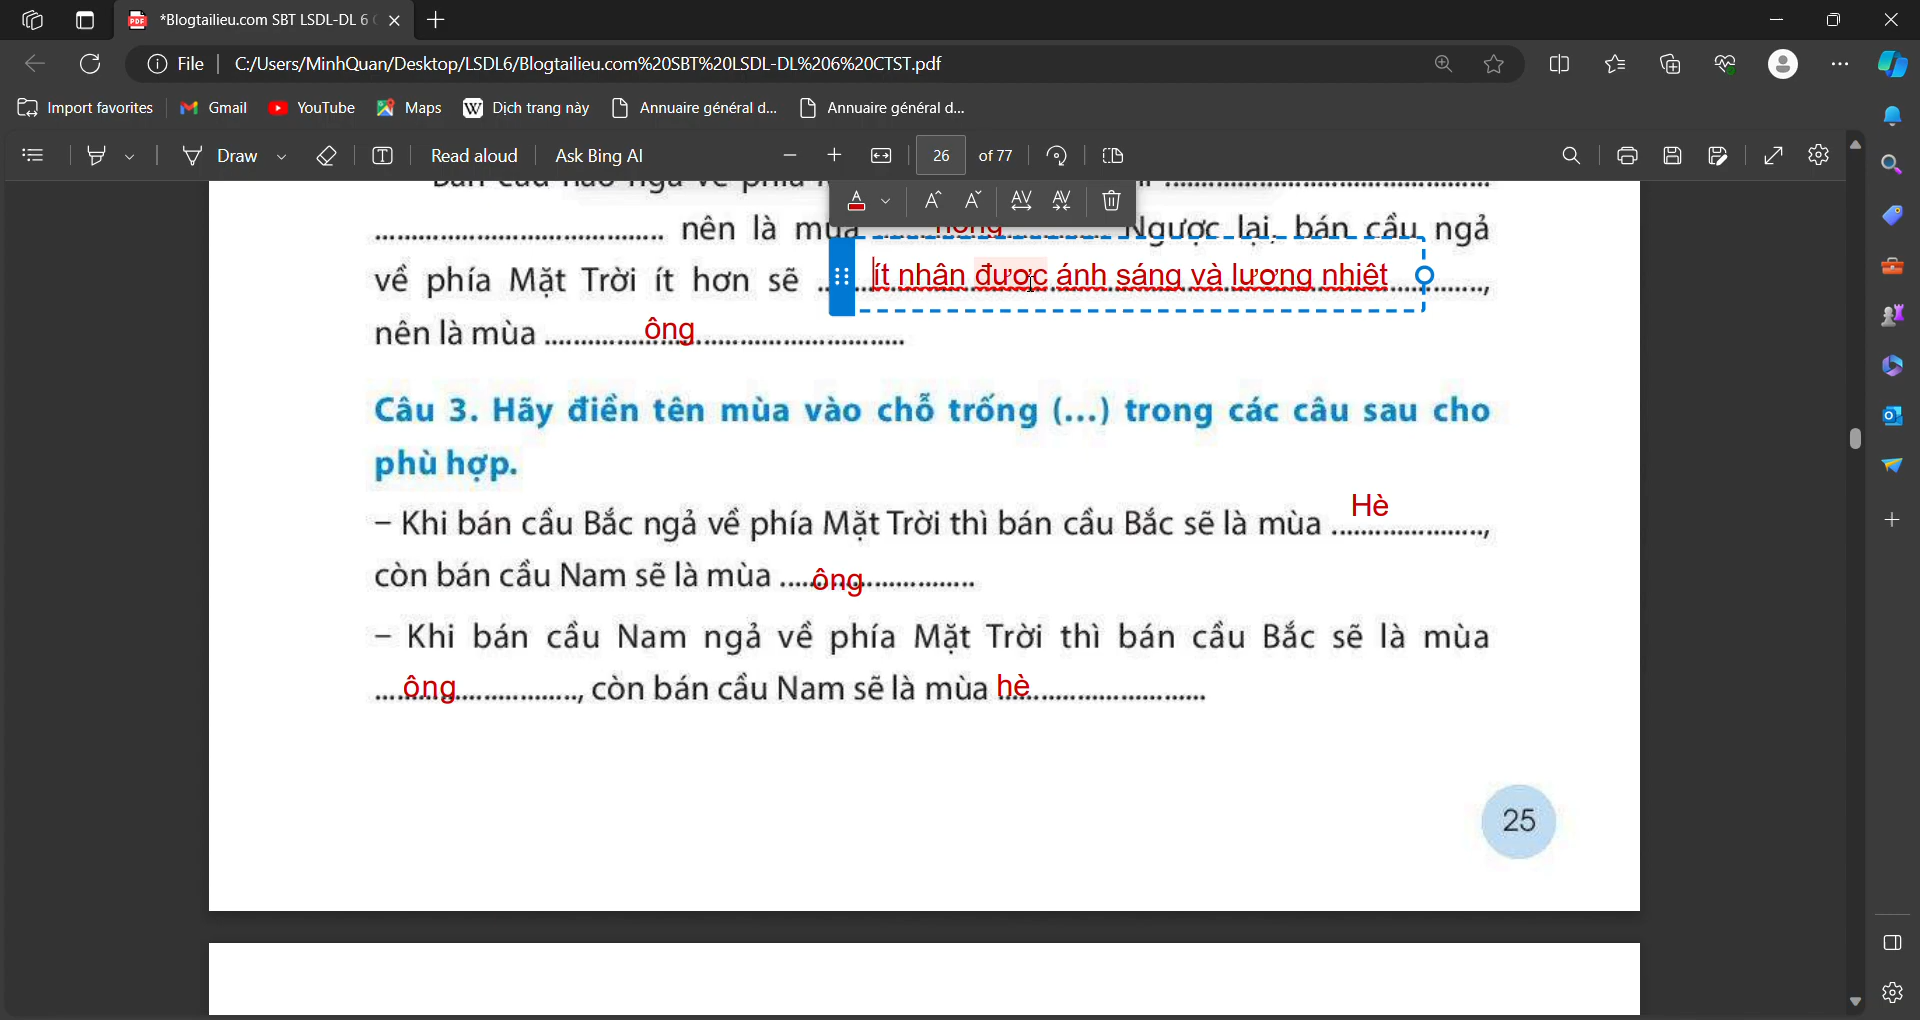 *Blogtailieu.com SBT LSDL-DL 6
File
C:/Users/MinhQuan/Desktop/LSDL6/Blogtailieu.com%20SBT%20LSDL-DL%206%20CTST.pdf
Import favorites
Gmail
YouTube
Maps
Dịch trang này
Annuaire général d...
Annuaire général d...
Draw
Read aloud
Ask Bing AI
26
of 77
.................................... nên là mùa ........................ Ngược lại, bán cầu ngả
về phía Mặt Trời ít hơn sẽ .. ít nhân được ánh sáng và lương nhiêt ..........,
nên là mùa ............ ông ..........................
Câu 3. Hãy điền tên mùa vào chỗ trống (...) trong các câu sau cho
phù hợp.
Hè
– Khi bán cầu Bắc ngả về phía Mặt Trời thì bán cầu Bắc sẽ là mùa ....................,
còn bán cầu Nam sẽ là mùa .... ông ..............
– Khi bán cầu Nam ngả về phía Mặt Trời thì bán cầu Bắc sẽ là mùa
... ông ..............., còn bán cầu Nam sẽ là mùa hè ......................
25